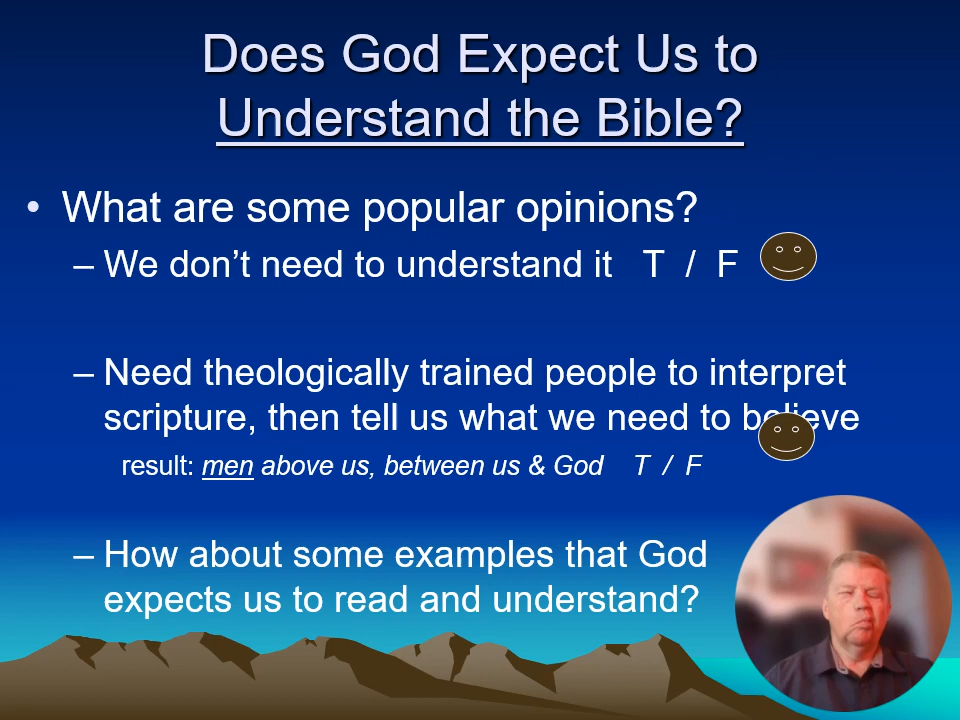 Does God Expect Us to
Understand the Bible?
• What are some popular opinions?
– We don’t need to understand it T / F
– Need theologically trained people to interpret
scripture, then tell us what we need to believe
result: men above us, between us & God T / F
– How about some examples that God
expects us to read and understand?